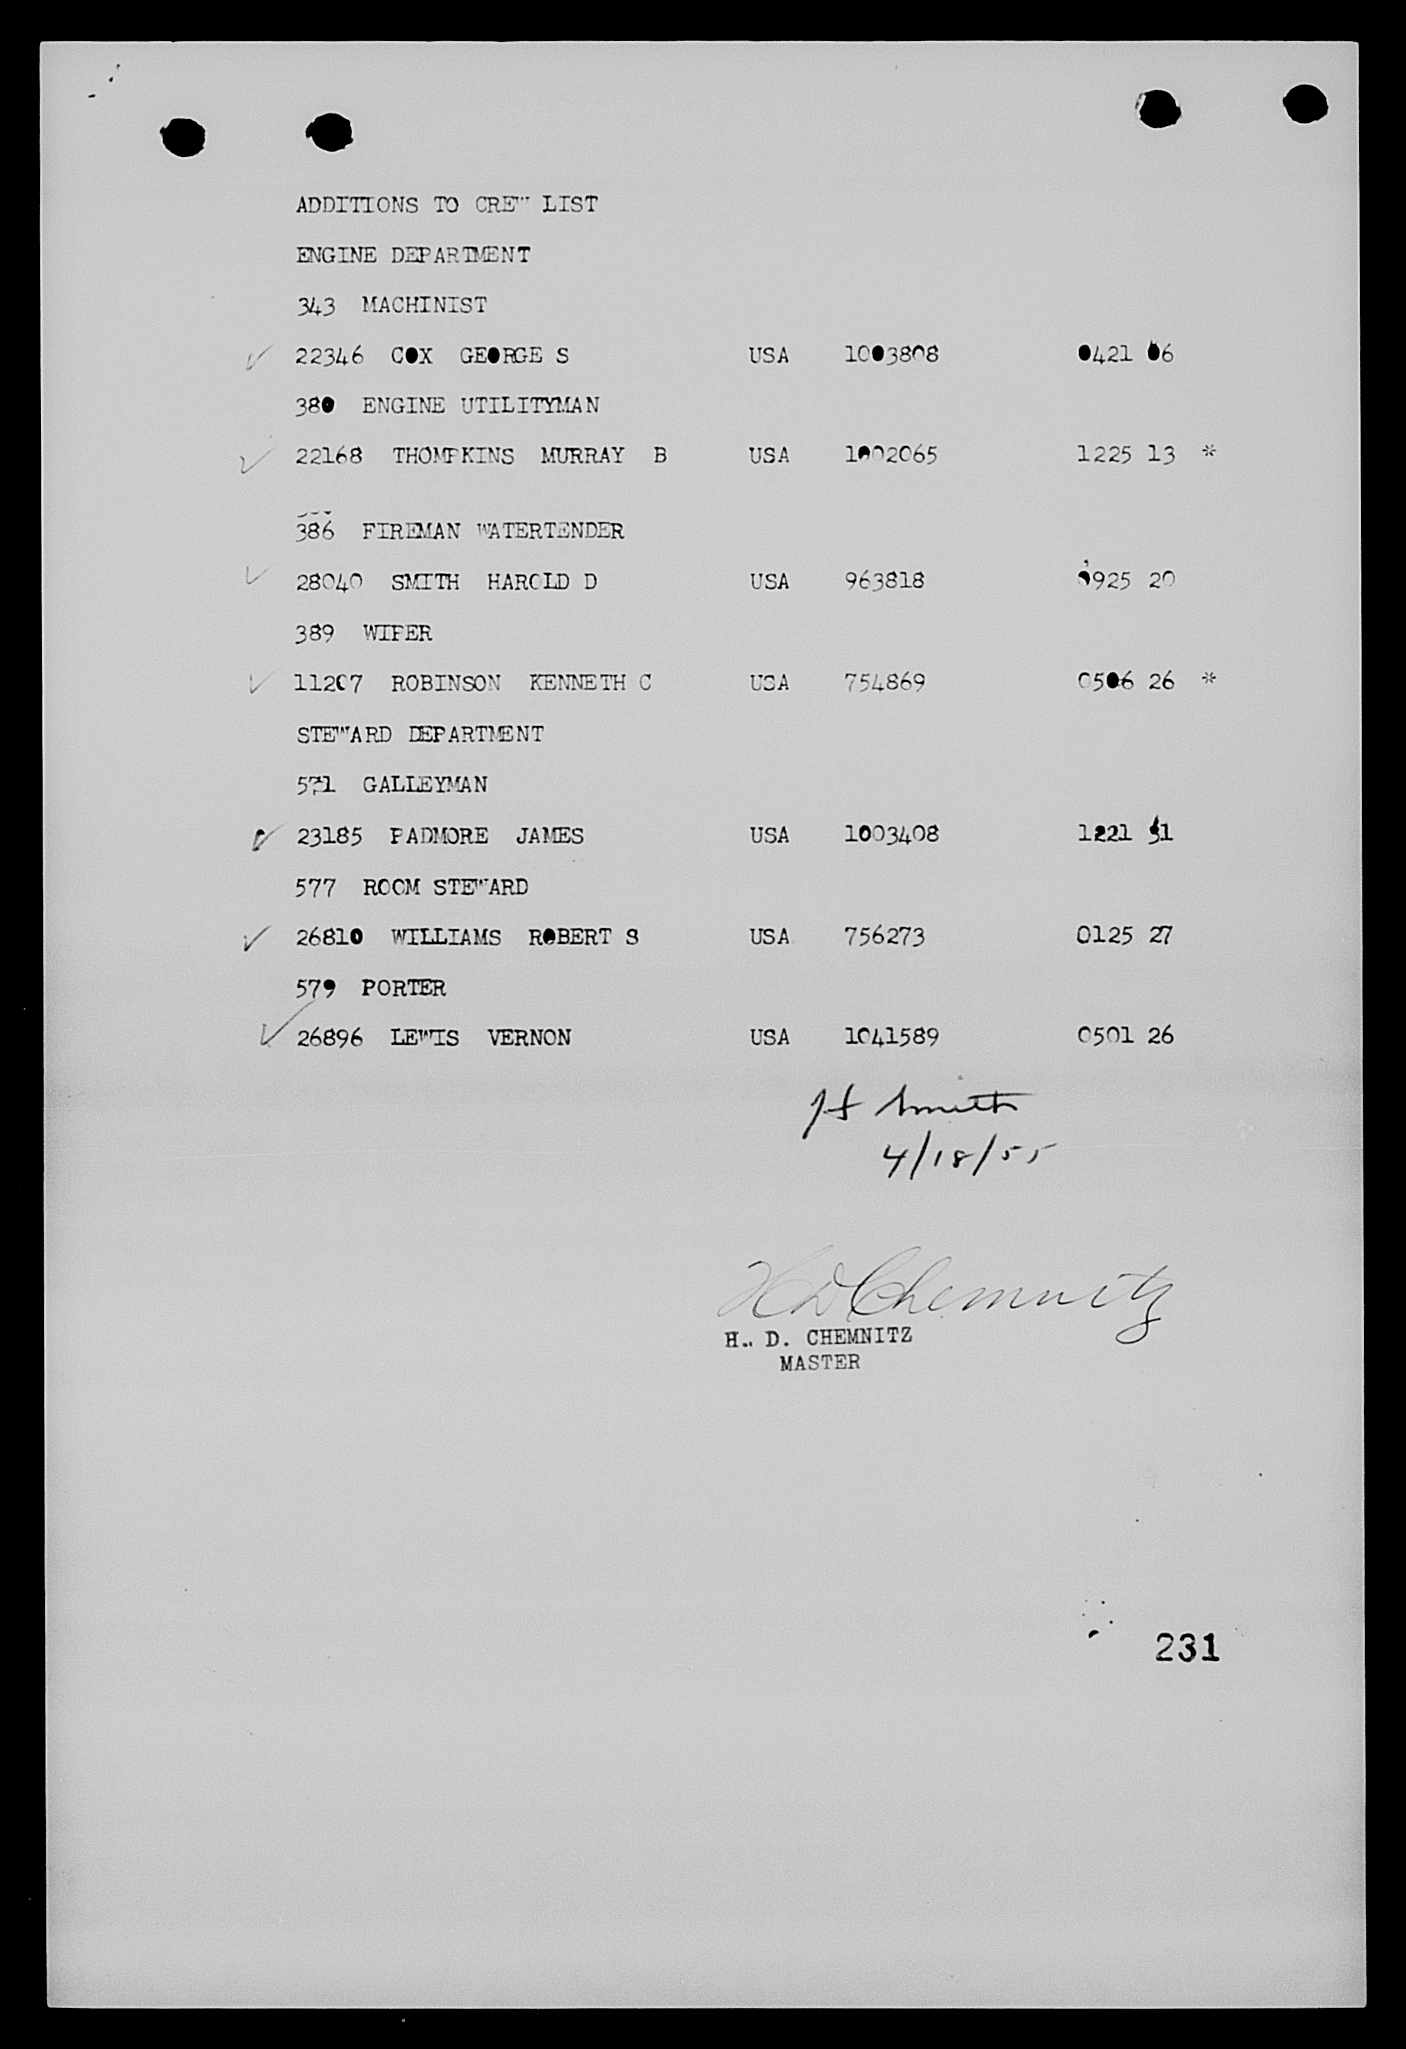 ADDITIONS TO CREW LIST
ENGINE DEPARTMENT
343 MACHINIST
22346 COX GEORGE S USA 1003808 0421 06
380 ENGINE UTILITYMAN
22168 THOMPKINS MURRAY B USA 1002065 1225 13 *
386 FIREMAN WATERTENDER
28040 SMITH HAROLD D USA 963818 0925 20
389 WIPER
11207 ROBINSON KENNETH C USA 754869 0506 26 *
STEWARD DEPARTMENT
571 GALLEYMAN
23185 PADMORE JAMES USA 1003408 1221 31
577 ROOM STEWARD
26810 WILLIAMS ROBERT S USA 756273 0125 27
579 PORTER
26896 LEWIS VERNON USA 1041589 0501 26
Smith
4/18/55
H D Chemnitz
H.. D. CHEMNITZ
MASTER
231